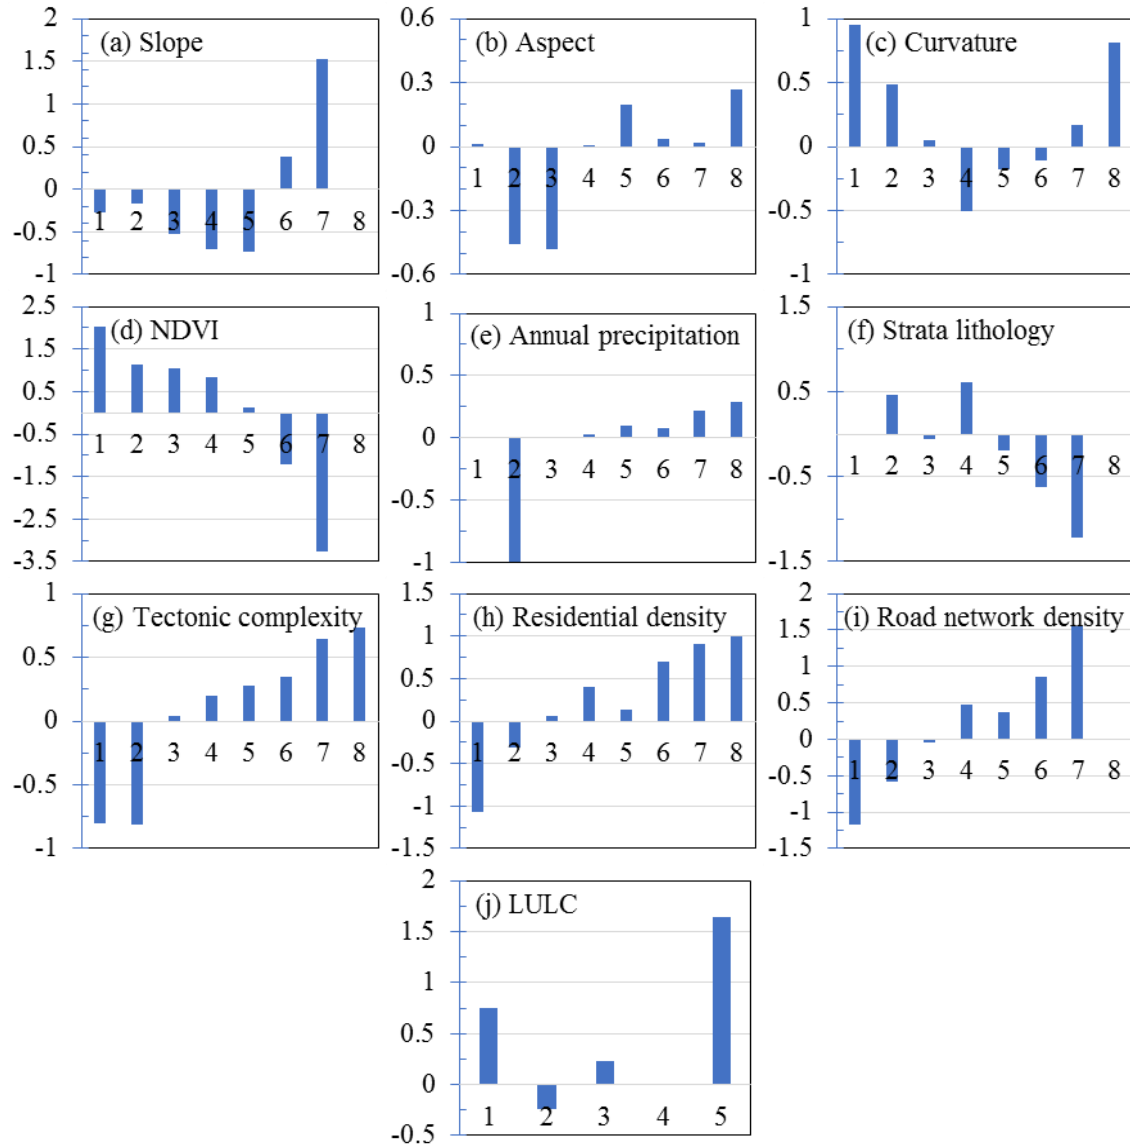 (a) Slope
2
1.5
1
0.5
0
-0.5
-1
1 2 3 4 5 6 7 8
(b) Aspect
0.6
0.3
0
-0.3
-0.6
1 2 3 4 5 6 7 8
(c) Curvature
1
0.5
0
-0.5
-1
1 2 3 4 5 6 7 8
(d) NDVI
2.5
1.5
0.5
-0.5
-1.5
-2.5
-3.5
1 2 3 4 5 6 7 8
(e) Annual precipitation
1
0.5
0
-0.5
-1
1 2 3 4 5 6 7 8
(f) Strata lithology
1.5
0.5
-0.5
-1.5
1 2 3 4 5 6 7 8
(g) Tectonic complexity
1
0.5
0
-0.5
-1
1 2 3 4 5 6 7 8
(h) Residential density
1.5
1
0.5
0
-0.5
-1
-1.5
1 2 3 4 5 6 7 8
(i) Road network density
2
1.5
1
0.5
0
-0.5
-1
-1.5
1 2 3 4 5 6 7 8
(j) LULC
2
1.5
1
0.5
0
-0.5
1 2 3 4 5